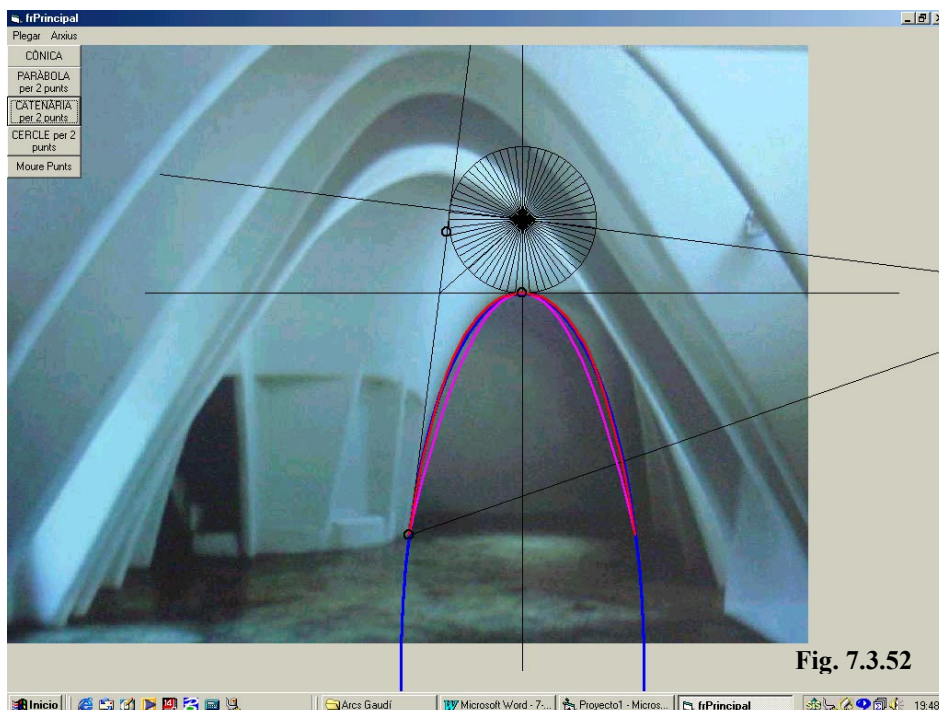 frPrincipal
Plegar Arxius
CÒNICA
PARÀBOLA
per 2 punts
CATENÀRIA
per 2 punts
CERCLE per 2
punts
Moure Punts
Fig. 7.3.52
Inicio
Arcs Gaudí
Microsoft Word - 7-...
Proyecto1 - Micros...
frPrincipal
19:48